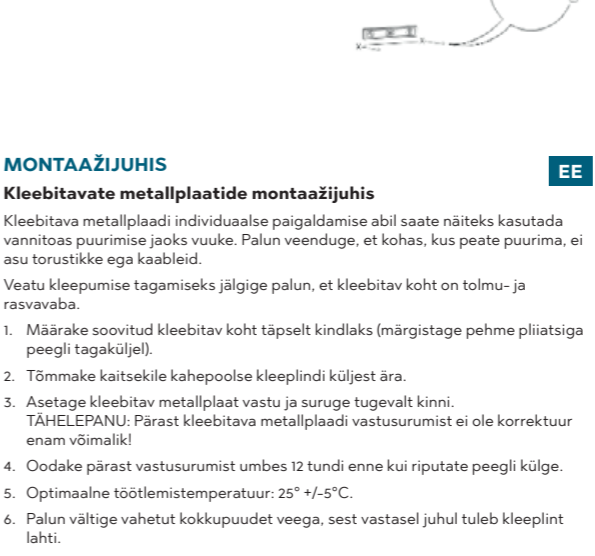 MONTAAŽIJUHIS
EE
Kleebitavate metallplaatide montaažijuhis
Kleebitava metallplaadi individuaalse paigaldamise abil saate näiteks kasutada
vannitoas puurimise jaoks vuuke. Palun veenduge, et kohas, kus peate puurima, ei
asu torustikke ega kaableid.
Veatu kleepumise tagamiseks jälgige palun, et kleebitav koht on tolmu- ja
rasvavaba.
1. Määrake soovitud kleebitav koht täpselt kindlaks (märgistage pehme pliiatsiga
peegli tagaküljel).
2. Tõmmake kaitsekile kahepoolse kleeplindi küljest ära.
3. Asetage kleebitav metallplaat vastu ja suruge tugevalt kinni.
TÄHELEPANU: Pärast kleebitava metallplaadi vastusurumist ei ole korrektuur
enam võimalik!
4. Oodake pärast vastusurumist umbes 12 tundi enne kui riputate peegli külge.
5. Optimaalne töötlemistemperatuur: 25° +/-5°C.
6. Palun vältige vahetut kokkupuudet veega, sest vastasel juhul tuleb kleeplint
lahti.